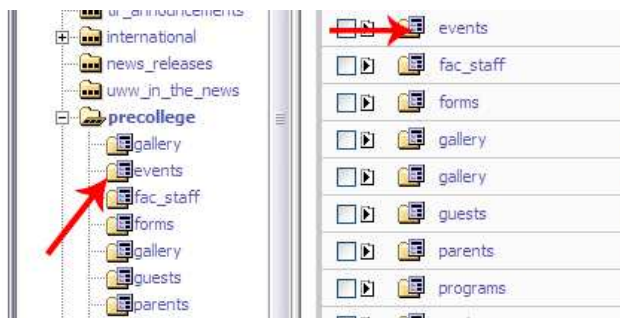 international
news_releases
uww_in_the_news
precollege
gallery
events
fac_staff
forms
gallery
guests
parents
events
fac_staff
forms
gallery
gallery
guests
parents
programs